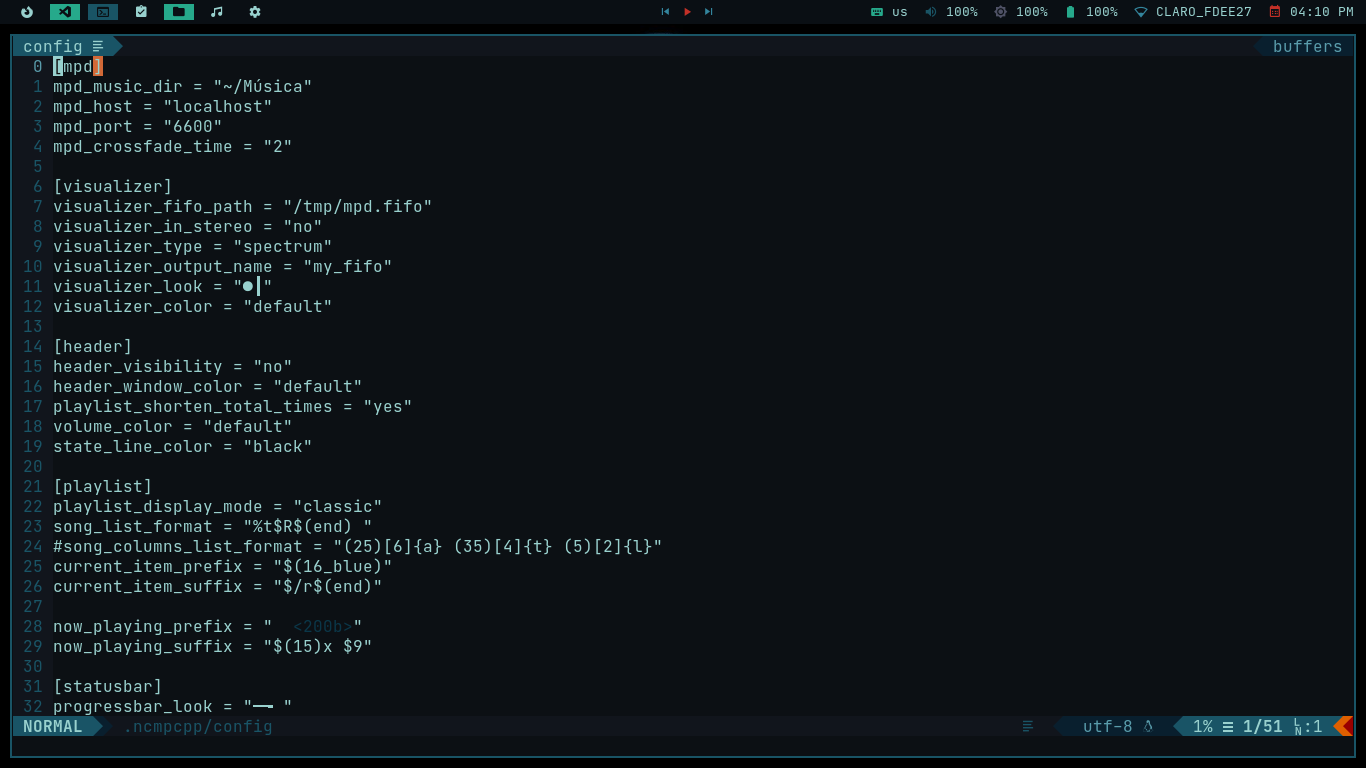 us 100% 100% 100% CLARO_FDEE27 04:10 PM
config buffers
0 [mpd]
1 mpd_music_dir = "~/Música"
2 mpd_host = "localhost"
3 mpd_port = "6600"
4 mpd_crossfade_time = "2"
5
6 [visualizer]
7 visualizer_fifo_path = "/tmp/mpd.fifo"
8 visualizer_in_stereo = "no"
9 visualizer_type = "spectrum"
10 visualizer_output_name = "my_fifo"
11 visualizer_look = "●▎"
12 visualizer_color = "default"
13
14 [header]
15 header_visibility = "no"
16 header_window_color = "default"
17 playlist_shorten_total_times = "yes"
18 volume_color = "default"
19 state_line_color = "black"
20
21 [playlist]
22 playlist_display_mode = "classic"
23 song_list_format = "%t$R$(end) "
24 #song_columns_list_format = "(25)[6]{a} (35)[4]{t} (5)[2]{l}"
25 current_item_prefix = "$(16_blue)"
26 current_item_suffix = "$/r$(end)"
27
28 now_playing_prefix = "  <200b>"
29 now_playing_suffix = "$(15)x $9"
30
31 [statusbar]
32 progressbar_look = "━━╸ "
NORMAL .ncmpcpp/config utf-8 1% ☰ 1/51 LN:1